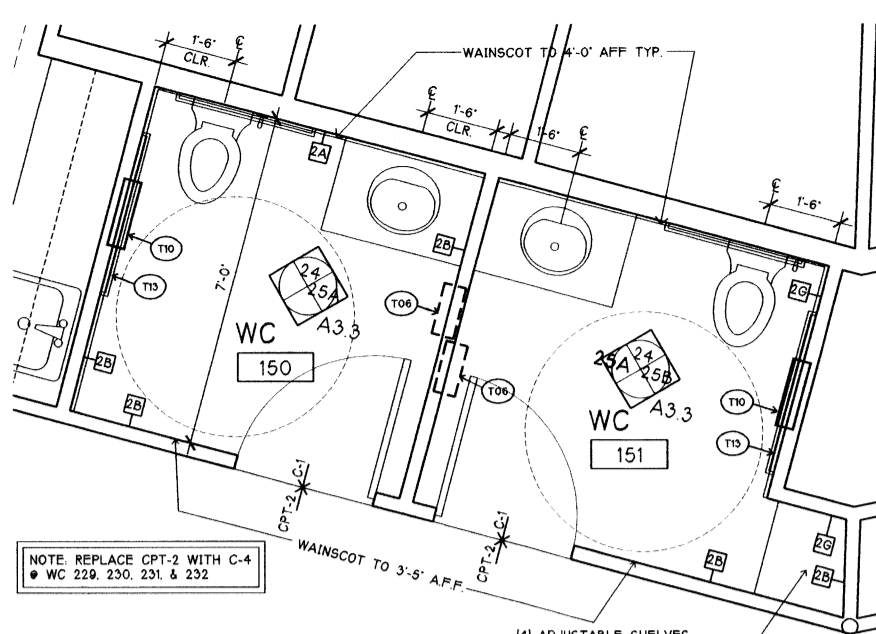 1'-6"
CLR.
℄
WAINSCOT TO 4'-0" AFF TYP.
℄
1'-6"
CLR.
1'-6"
℄
℄
1'-6"
2A
2B
T10
T13
7'-0"
24
25A
A3.3
WC
150
T06
T06
2B
2B
2G
25A
24
25B
A3.3
WC
151
T10
T13
CPT-2
C-1
CPT-2
C-1
2G
2B
2B
WAINSCOT TO 3'-5" A.F.F.
NOTE: REPLACE CPT-2 WITH C-4
@ WC 229, 230, 231, & 232
(4) ADJUSTABLE SHELVES